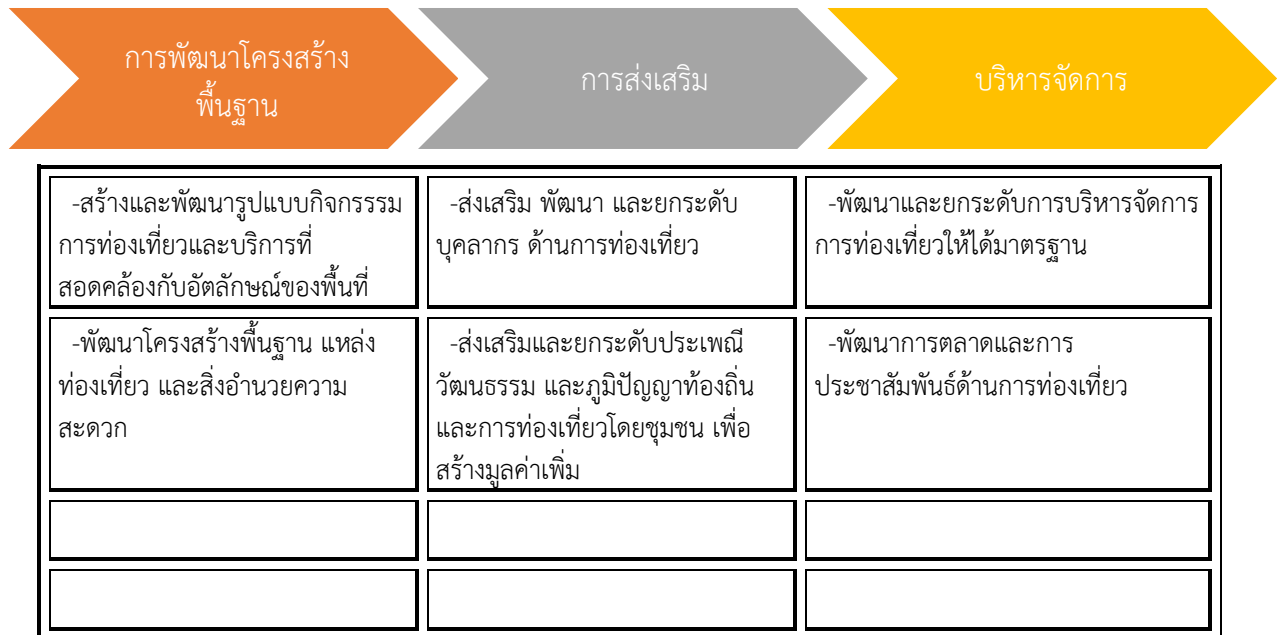 การพัฒนาโครงสร้าง
พื้นฐาน
การส่งเสริม
บริหารจัดการ
-สร้างและพัฒนารูปแบบกิจกรรรม
การท่องเที่ยวและบริการที่
สอดคล้องกับอัตลักษณ์ของพื้นที่
-ส่งเสริม พัฒนา และยกระดับ
บุคลากร ด้านการท่องเที่ยว
-พัฒนาและยกระดับการบริหารจัดการ
การท่องเที่ยวให้ได้มาตรฐาน
-พัฒนาโครงสร้างพื้นฐาน แหล่ง
ท่องเที่ยว และสิ่งอำนวยความ
สะดวก
-ส่งเสริมและยกระดับประเพณี
วัฒนธรรม และภูมิปัญญาท้องถิ่น
และการท่องเที่ยวโดยชุมชน เพื่อ
สร้างมูลค่าเพิ่ม
-พัฒนาการตลาดและการ
ประชาสัมพันธ์ด้านการท่องเที่ยว